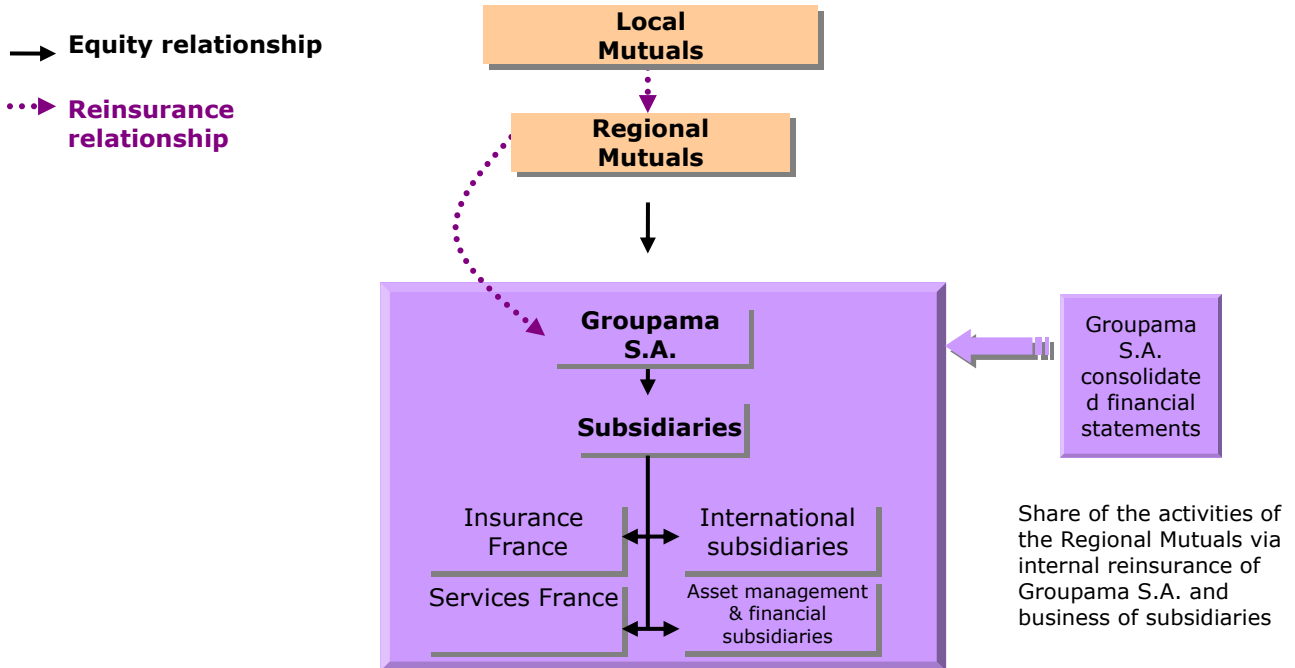 Equity relationship
Reinsurance
relationship
Local
Mutuals
Regional
Mutuals
Groupama
S.A.
Subsidiaries
Insurance
France
International
subsidiaries
Services France
Asset management
& financial
subsidiaries
Groupama
S.A.
consolidate
d financial
statements
Share of the activities of
the Regional Mutuals via
internal reinsurance of
Groupama S.A. and
business of subsidiaries